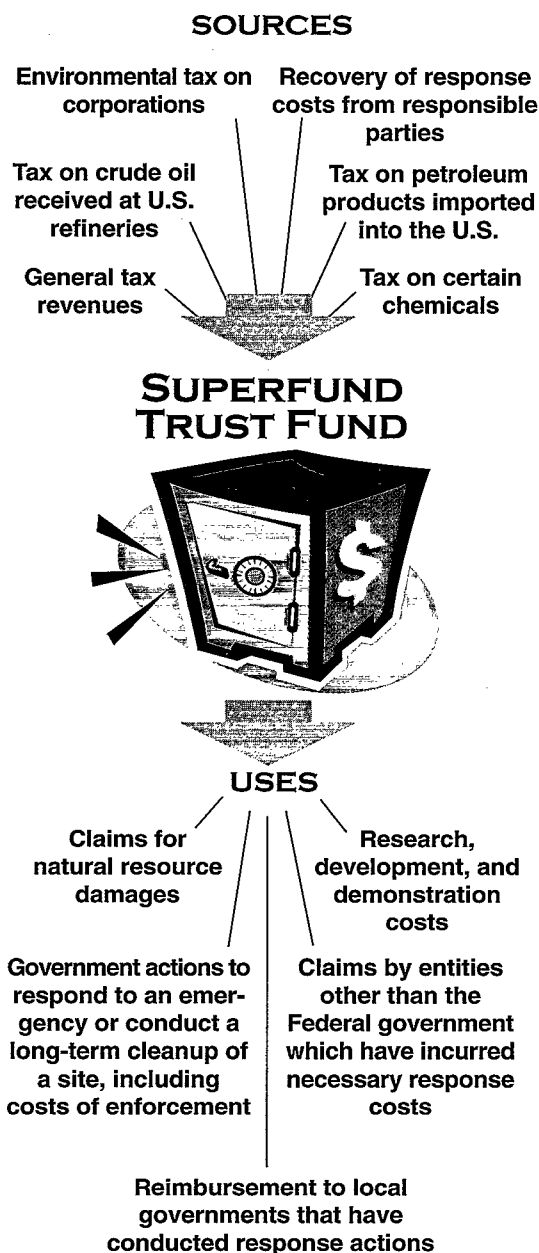 SOURCES
Environmental tax on
corporations
Recovery of response
costs from responsible
parties
Tax on crude oil
received at U.S.
refineries
Tax on petroleum
products imported
into the U.S.
General tax
revenues
Tax on certain
chemicals
SUPERFUND
TRUST FUND
$
USES
Claims for
natural resource
damages
Research,
development, and
demonstration
costs
Government actions to
respond to an emer-
gency or conduct a
long-term cleanup of
a site, including
costs of enforcement
Claims by entities
other than the
Federal government
which have incurred
necessary response
costs
Reimbursement to local
governments that have
conducted response actions